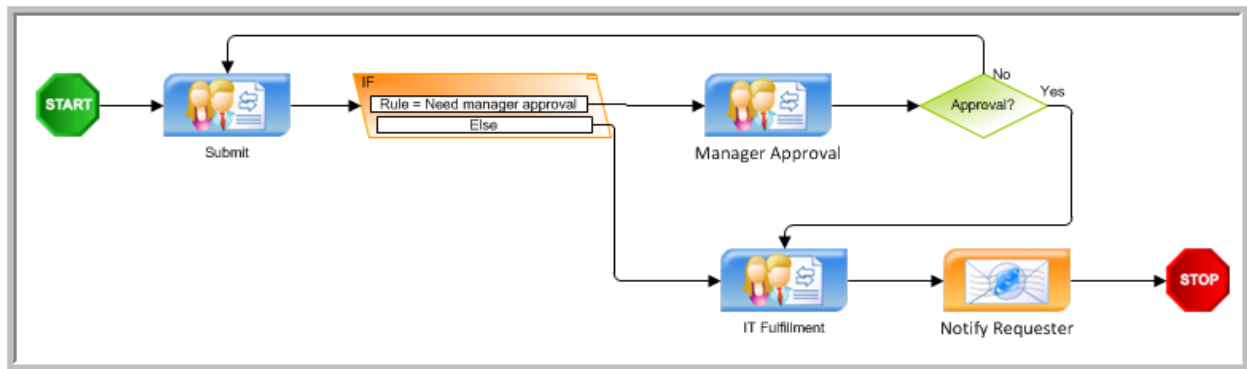 No
IF
Yes
START
Rule = Need manager approval
Approval?
Else
Submit
Manager Approval
STOP
IT Fulfillment
Notify Requester